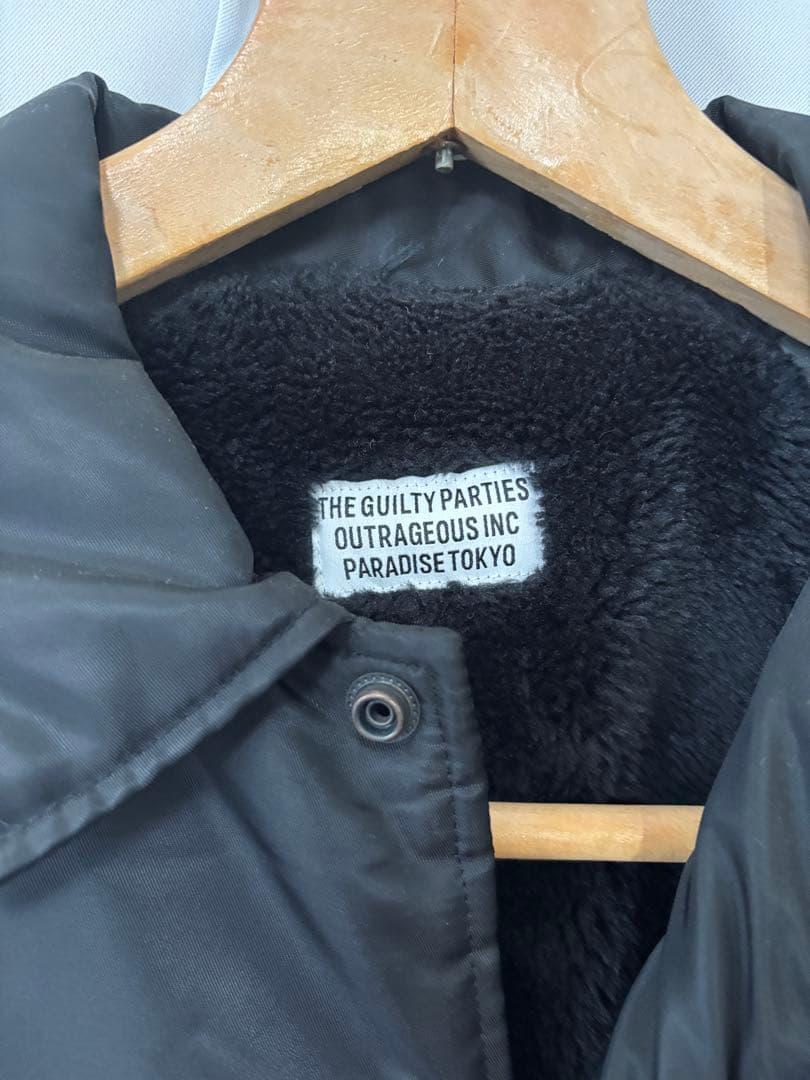 THE GUILTY PARTIES
OUTRAGEOUS INC
PARADISE TOKYO